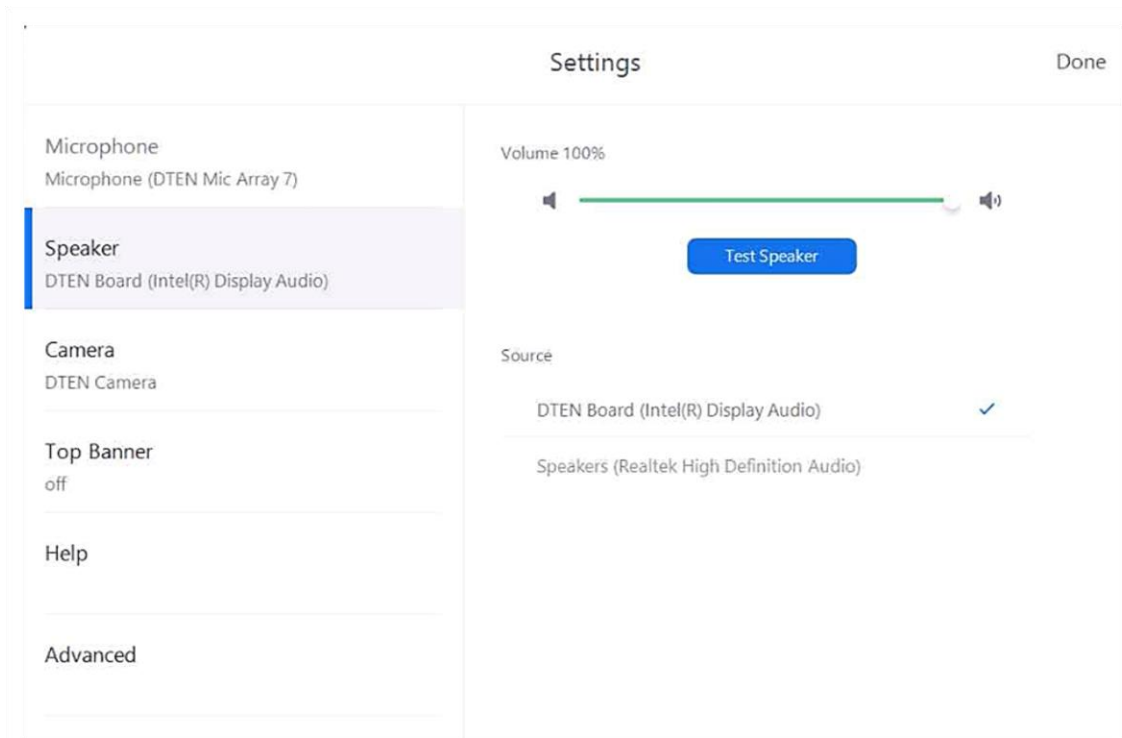 Settings
Done
Microphone
Microphone (DTEN Mic Array 7)
Speaker
DTEN Board (Intel(R) Display Audio)
Camera
DTEN Camera
Top Banner
off
Help
Advanced
Volume 100%
Test Speaker
Source
DTEN Board (Intel(R) Display Audio)
Speakers (Realtek High Definition Audio)